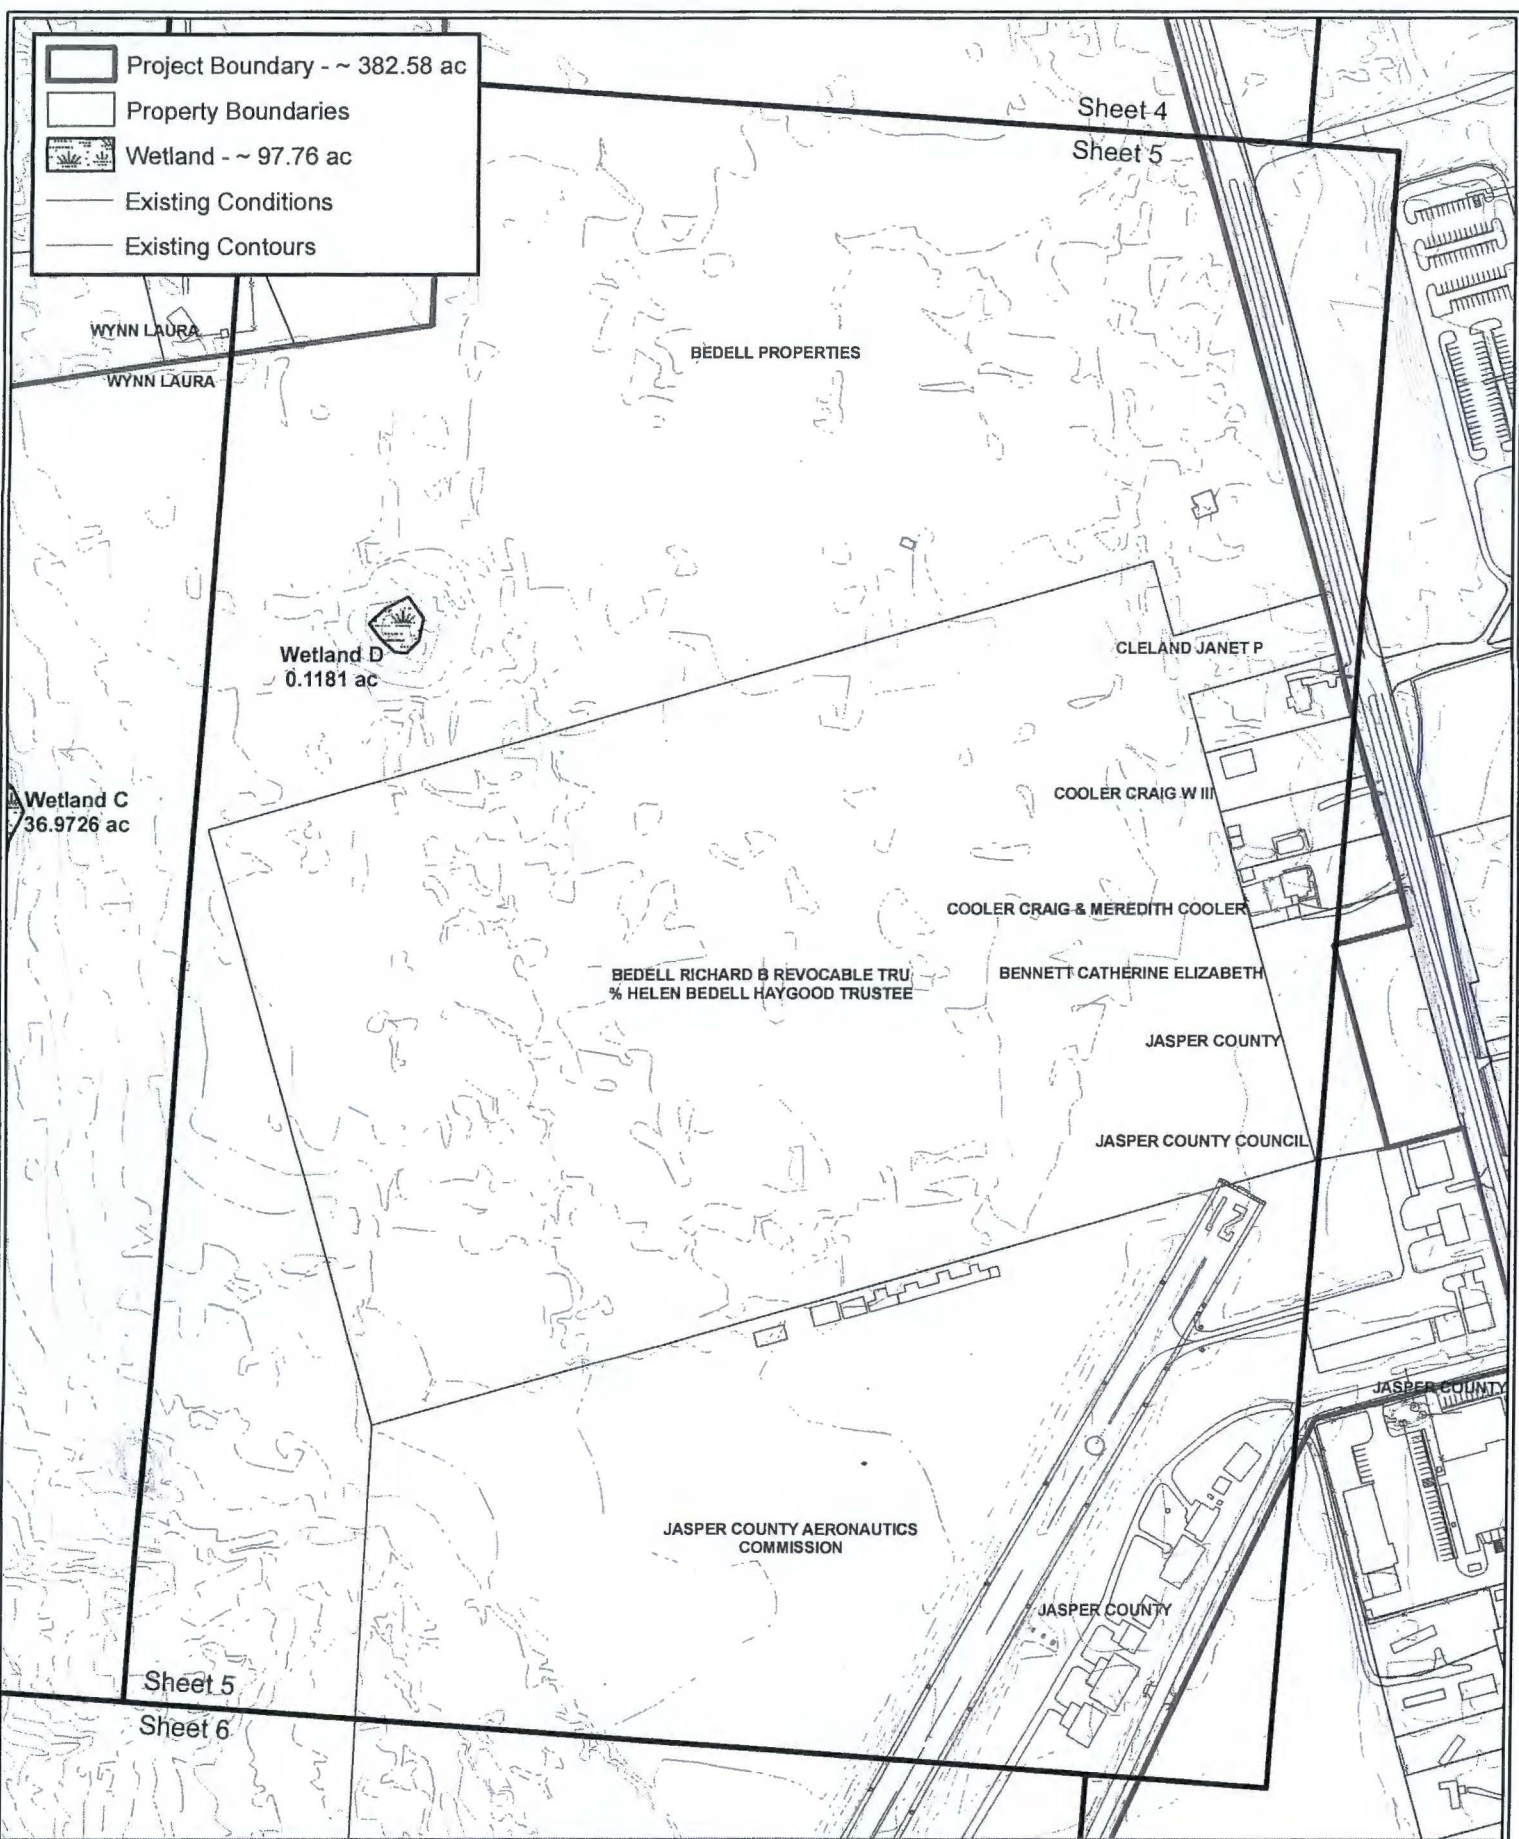 Project Boundary - ~ 382.58 ac
Property Boundaries
Wetland - ~ 97.76 ac
Existing Conditions
Existing Contours
Sheet 4
Sheet 5
WYNN LAURA
WYNN LAURA
BEDELL PROPERTIES
Wetland D
0.1181 ac
CLELAND JANET P
Wetland C
36.9726 ac
COOLER CRAIG W III
COOLER CRAIG & MEREDITH COOLER
BEDELL RICHARD B REVOCABLE TRU
% HELEN BEDELL HAYGOOD TRUSTEE
BENNETT CATHERINE ELIZABETH
JASPER COUNTY
JASPER COUNTY COUNCIL
JASPER COUNTY
JASPER COUNTY AERONAUTICS
COMMISSION
JASPER COUNTY
Sheet 5
Sheet 6